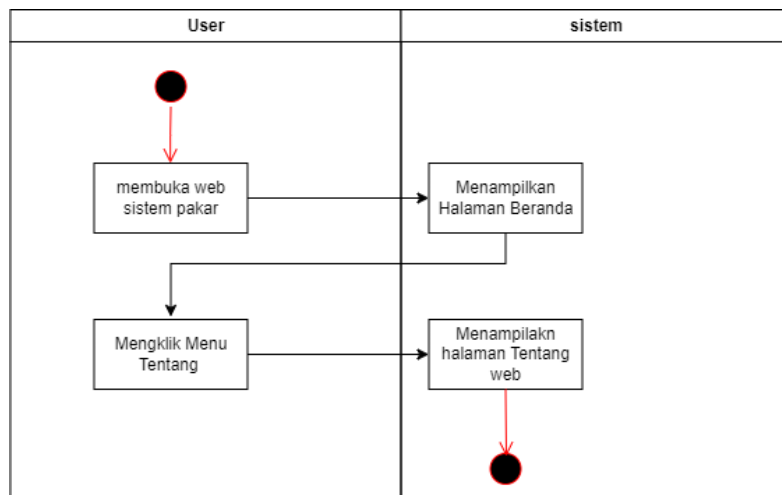 User
sistem
membuka web
sistem pakar
Menampilkan
Halaman Beranda
Mengklik Menu
Tentang
Menampilakn
halaman Tentang
web